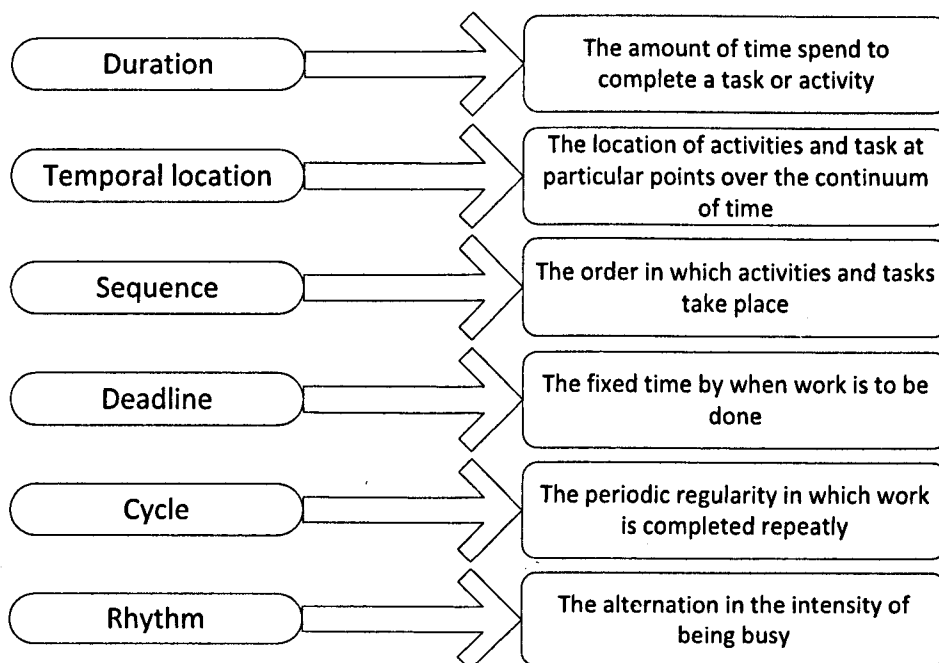 Duration
The amount of time spend to
complete a task or activity
Temporal location
The location of activities and task at
particular points over the continuum
of time
Sequence
The order in which activities and tasks
take place
Deadline
The fixed time by when work is to be
done
Cycle
The periodic regularity in which work
is completed repeatly
Rhythm
The alternation in the intensity of
being busy